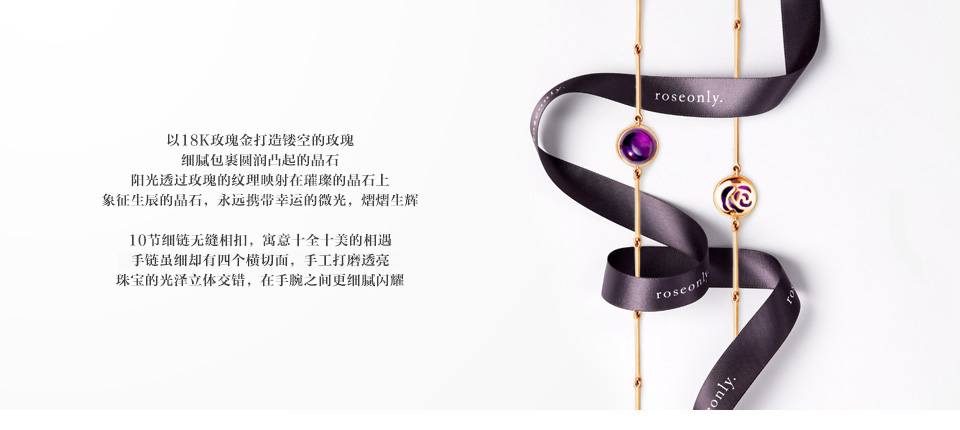 以18K玫瑰金打造镂空的玫瑰
细腻包裹圆润凸起的晶石
阳光透过玫瑰的纹理映射在璀璨的晶石上
象征生辰的晶石，永远携带幸运的微光，熠熠生辉
10节细链无缝相扣，寓意十全十美的相遇
手链虽细却有四个横切面，手工打磨透亮
珠宝的光泽立体交错，在手腕之间更细腻闪耀
roseonly.
roseonly.